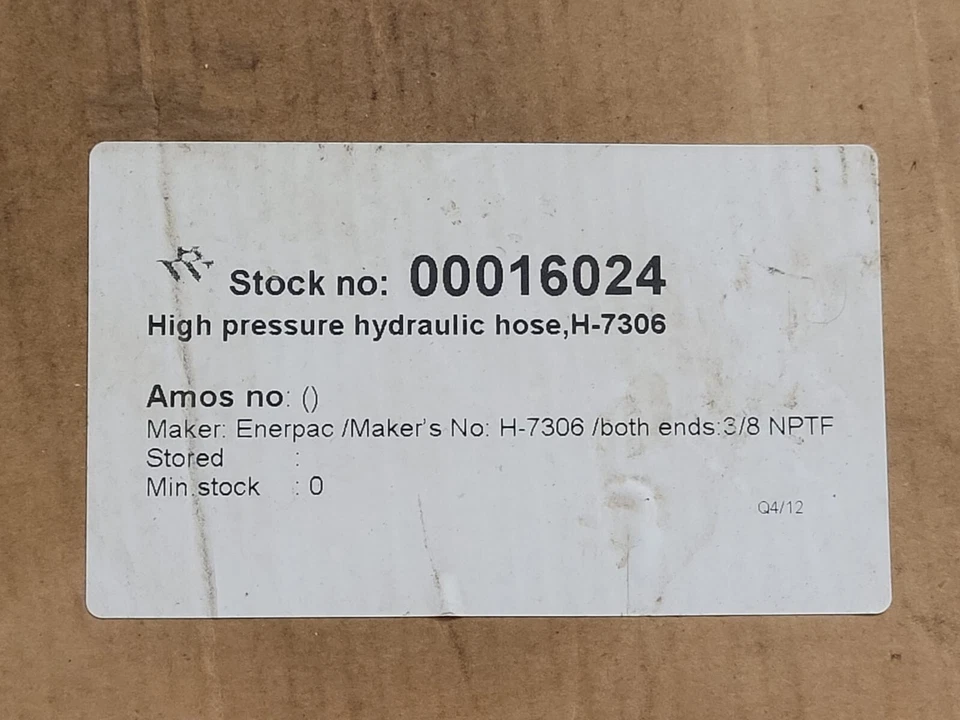 Stock no: 00016024
High pressure hydraulic hose,H-7306
Amos no: ()
Maker: Enerpac /Maker's No: H-7306 /both ends:3/8 NPTF
Stored :
Min.stock : 0
Q4/12